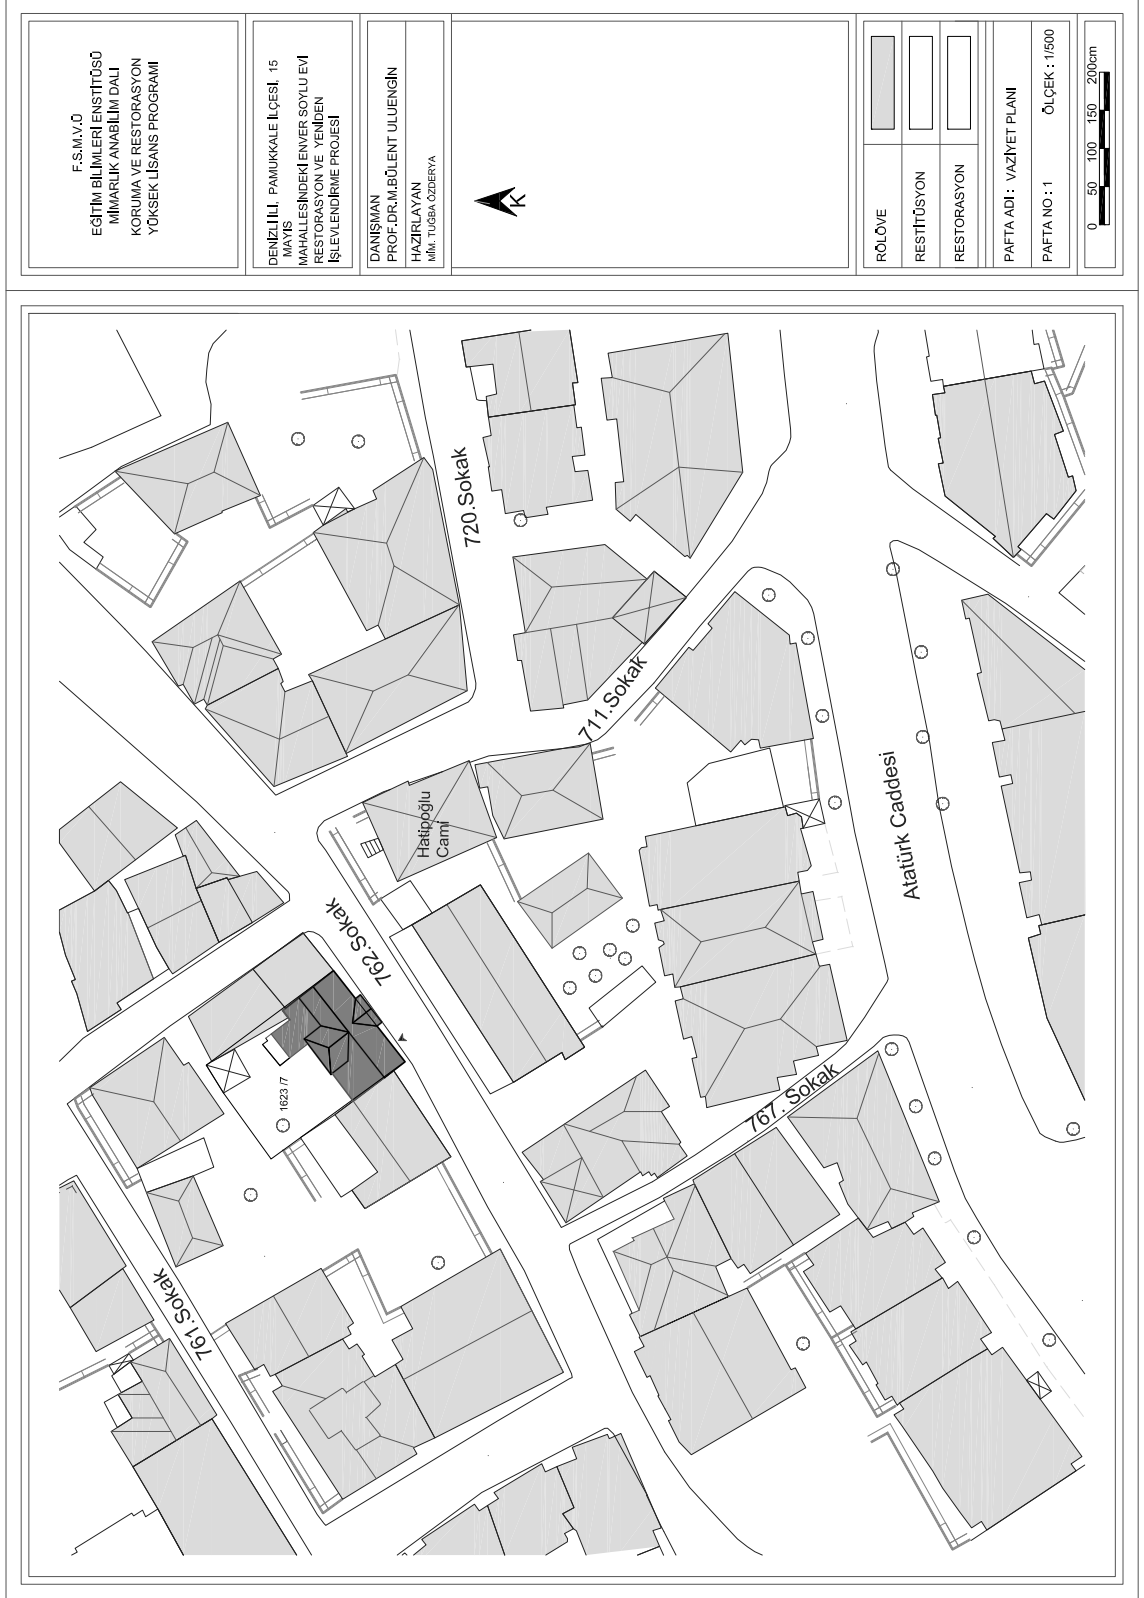 F.S.M.V.Ü
EĞİTİM BİLİMLERİ ENSTİTÜSÜ
MİMARLIK ANABİLİM DALI
KORUMA VE RESTORASYON
YÜKSEK LİSANS PROGRAMI
DENİZLİ İLİ, PAMUKKALE İLÇESİ, 15
MAYIS
MAHALLESİNDEKİ ENVER SOYLU EVİ
RESTORASYON VE YENİDEN
İŞLEVLENDİRME PROJESİ
DANIŞMAN
PROF.DR.M.BÜLENT ULUENGİN
HAZIRLAYAN
MİM. TUĞBA ÖZDERYA
K
RÖLÖVE
RESTİTÜSYON
RESTORASYON
PAFTA ADI : VAZİYET PLANI
PAFTA NO : 1 ÖLÇEK : 1/500
0 50 100 150 200cm
720.Sokak
711.Sokak
Hatipoğlu
Cami
762.Sokak
Atatürk Caddesi
1623 /7
767. Sokak
761.Sokak